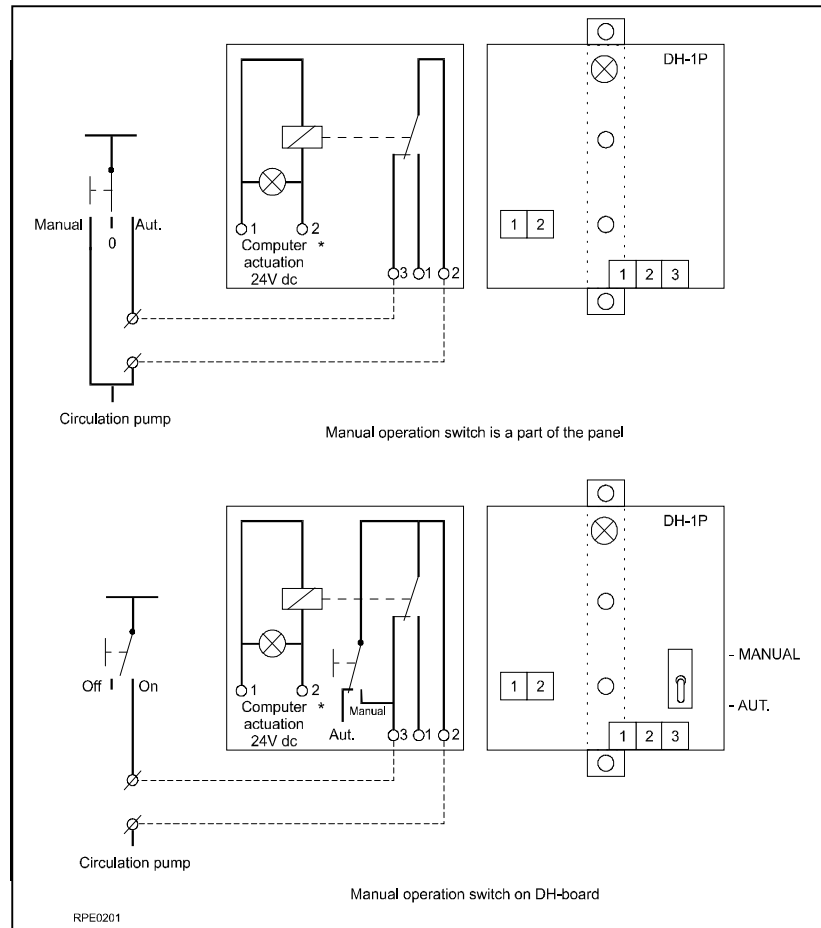 DH-1P
Manual
Aut.
0
1
2
Computer *
actuation
24V dc
3
1
2
1 2
1 2 3
Circulation pump
Manual operation switch is a part of the panel
DH-1P
Off
On
1
2
Computer *
actuation
24V dc
Manual
Aut.
3
1
2
1 2
- MANUAL
- AUT.
1 2 3
Circulation pump
Manual operation switch on DH-board
RPE0201